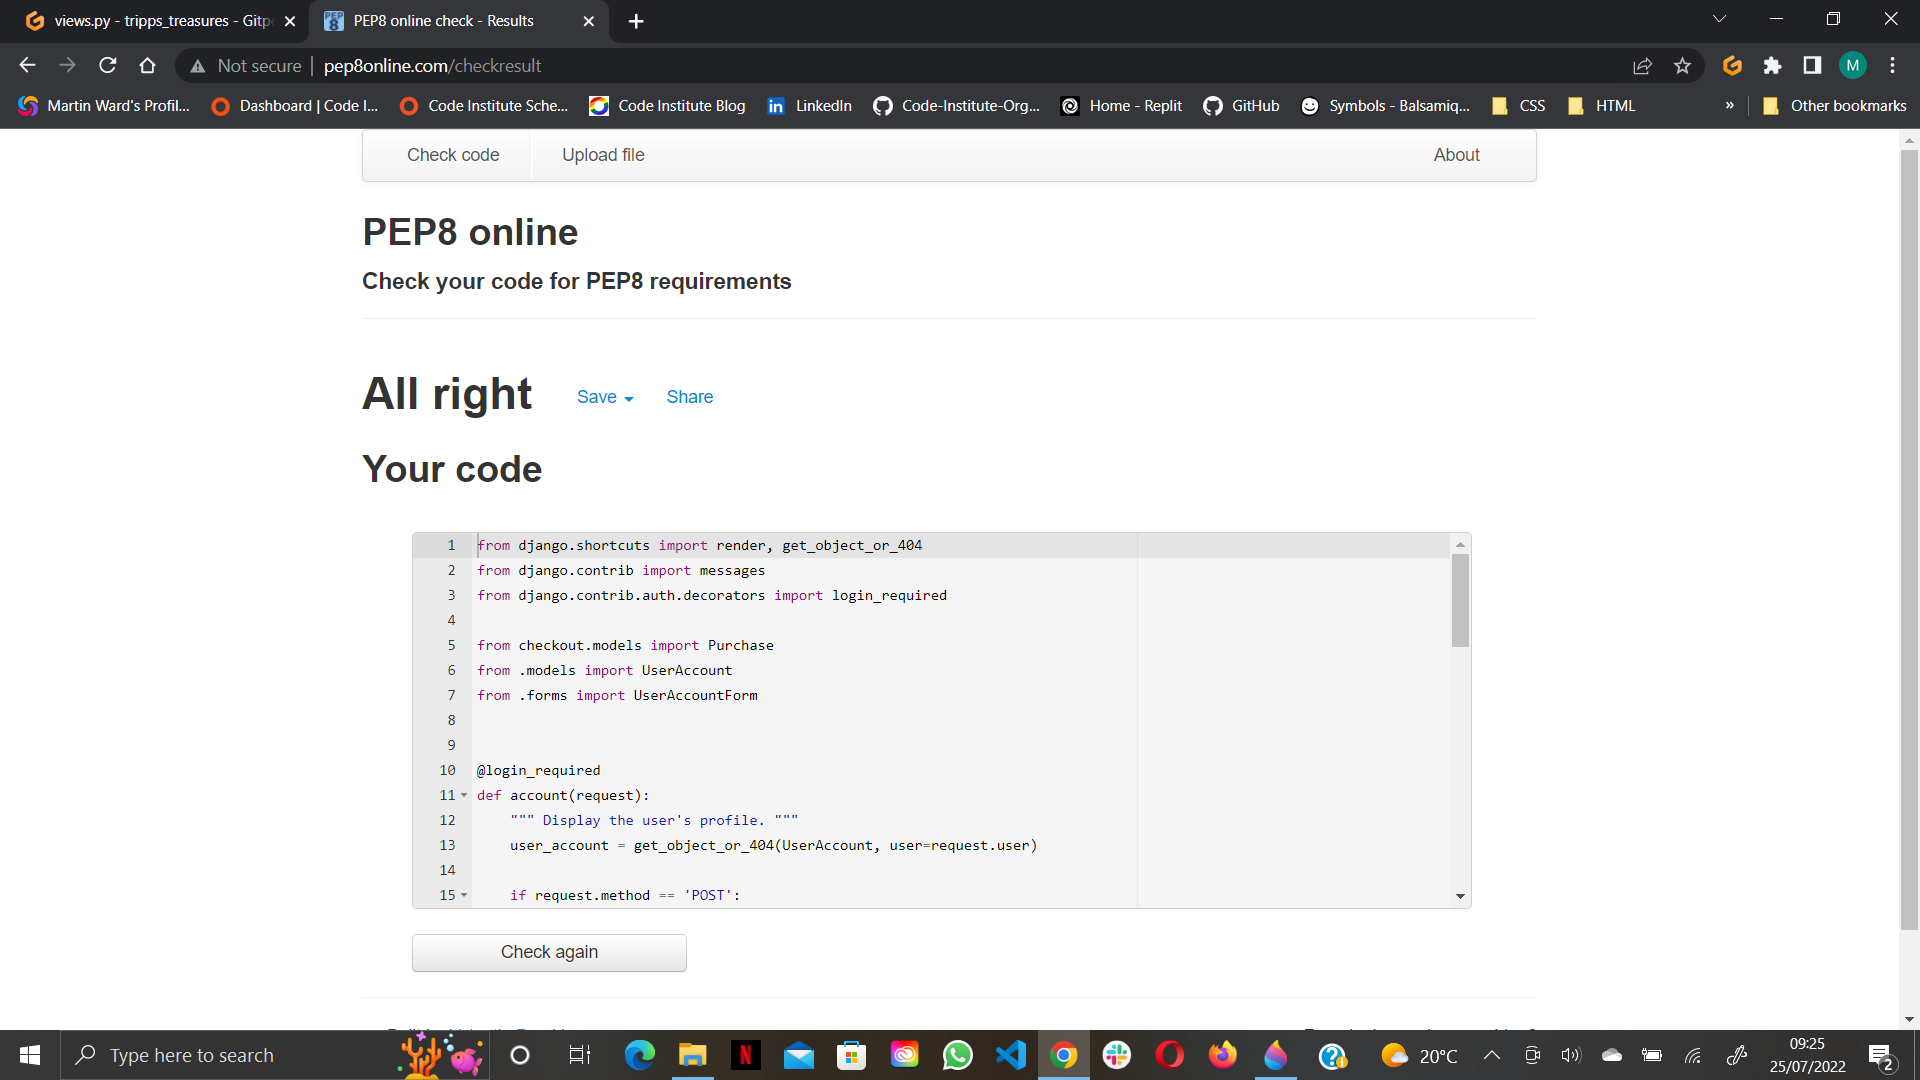 views.py - tripps_treasures - Gitp
PEP8 online check - Results
Not secure
pep8online.com/checkresult
M
Martin Ward's Profil...
Dashboard | Code I...
Code Institute Sche...
Code Institute Blog
LinkedIn
Code-Institute-Org...
Home - Replit
GitHub
Symbols - Balsamiq...
CSS
HTML
»
Other bookmarks
Check code
Upload file
About
PEP8 online
Check your code for PEP8 requirements
All right
Save
Share
Your code
1 from django.shortcuts import render, get_object_or_404
2 from django.contrib import messages
3 from django.contrib.auth.decorators import login_required
4
5 from checkout.models import Purchase
6 from .models import UserAccount
7 from .forms import UserAccountForm
8
9
10 @login_required
11 def account(request):
12 """ Display the user's profile. """
13 user_account = get_object_or_404(UserAccount, user=request.user)
14
15 if request.method == 'POST':
Check again
Type here to search
20°C
09:25
25/07/2022
2